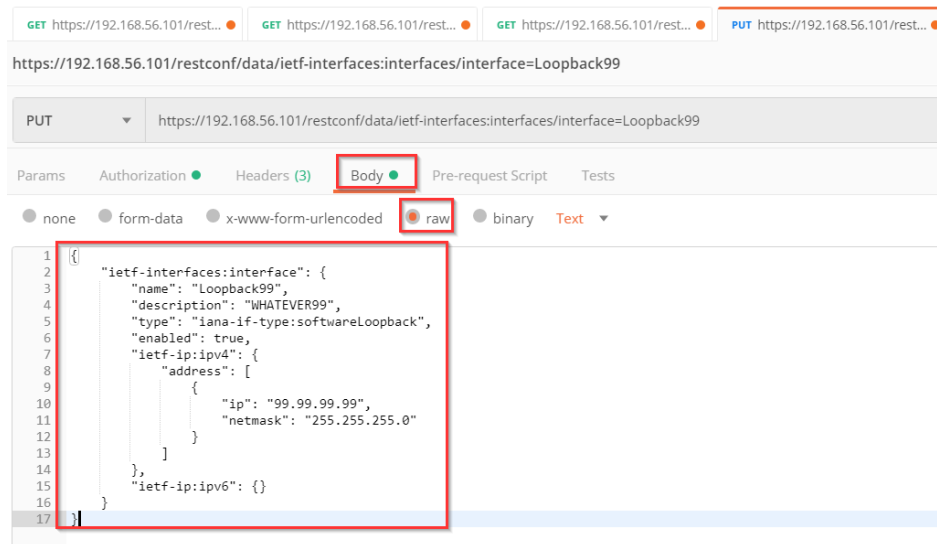 GET https://192.168.56.101/rest... GET https://192.168.56.101/rest... GET https://192.168.56.101/rest... PUT https://192.168.56.101/rest...
https://192.168.56.101/restconf/data/ietf-interfaces:interfaces/interface=Loopback99
PUT https://192.168.56.101/restconf/data/ietf-interfaces:interfaces/interface=Loopback99
Params Authorization Headers (3) Body Pre-request Script Tests
none form-data x-www-form-urlencoded raw binary Text
1 {
2 "ietf-interfaces:interface": {
3 "name": "Loopback99",
4 "description": "WHATEVER99",
5 "type": "iana-if-type:softwareLoopback",
6 "enabled": true,
7 "ietf-ip:ipv4": {
8 "address": [
9 {
10 "ip": "99.99.99.99",
11 "netmask": "255.255.255.0"
12 }
13 ]
14 },
15 "ietf-ip:ipv6": {}
16 }
17 }